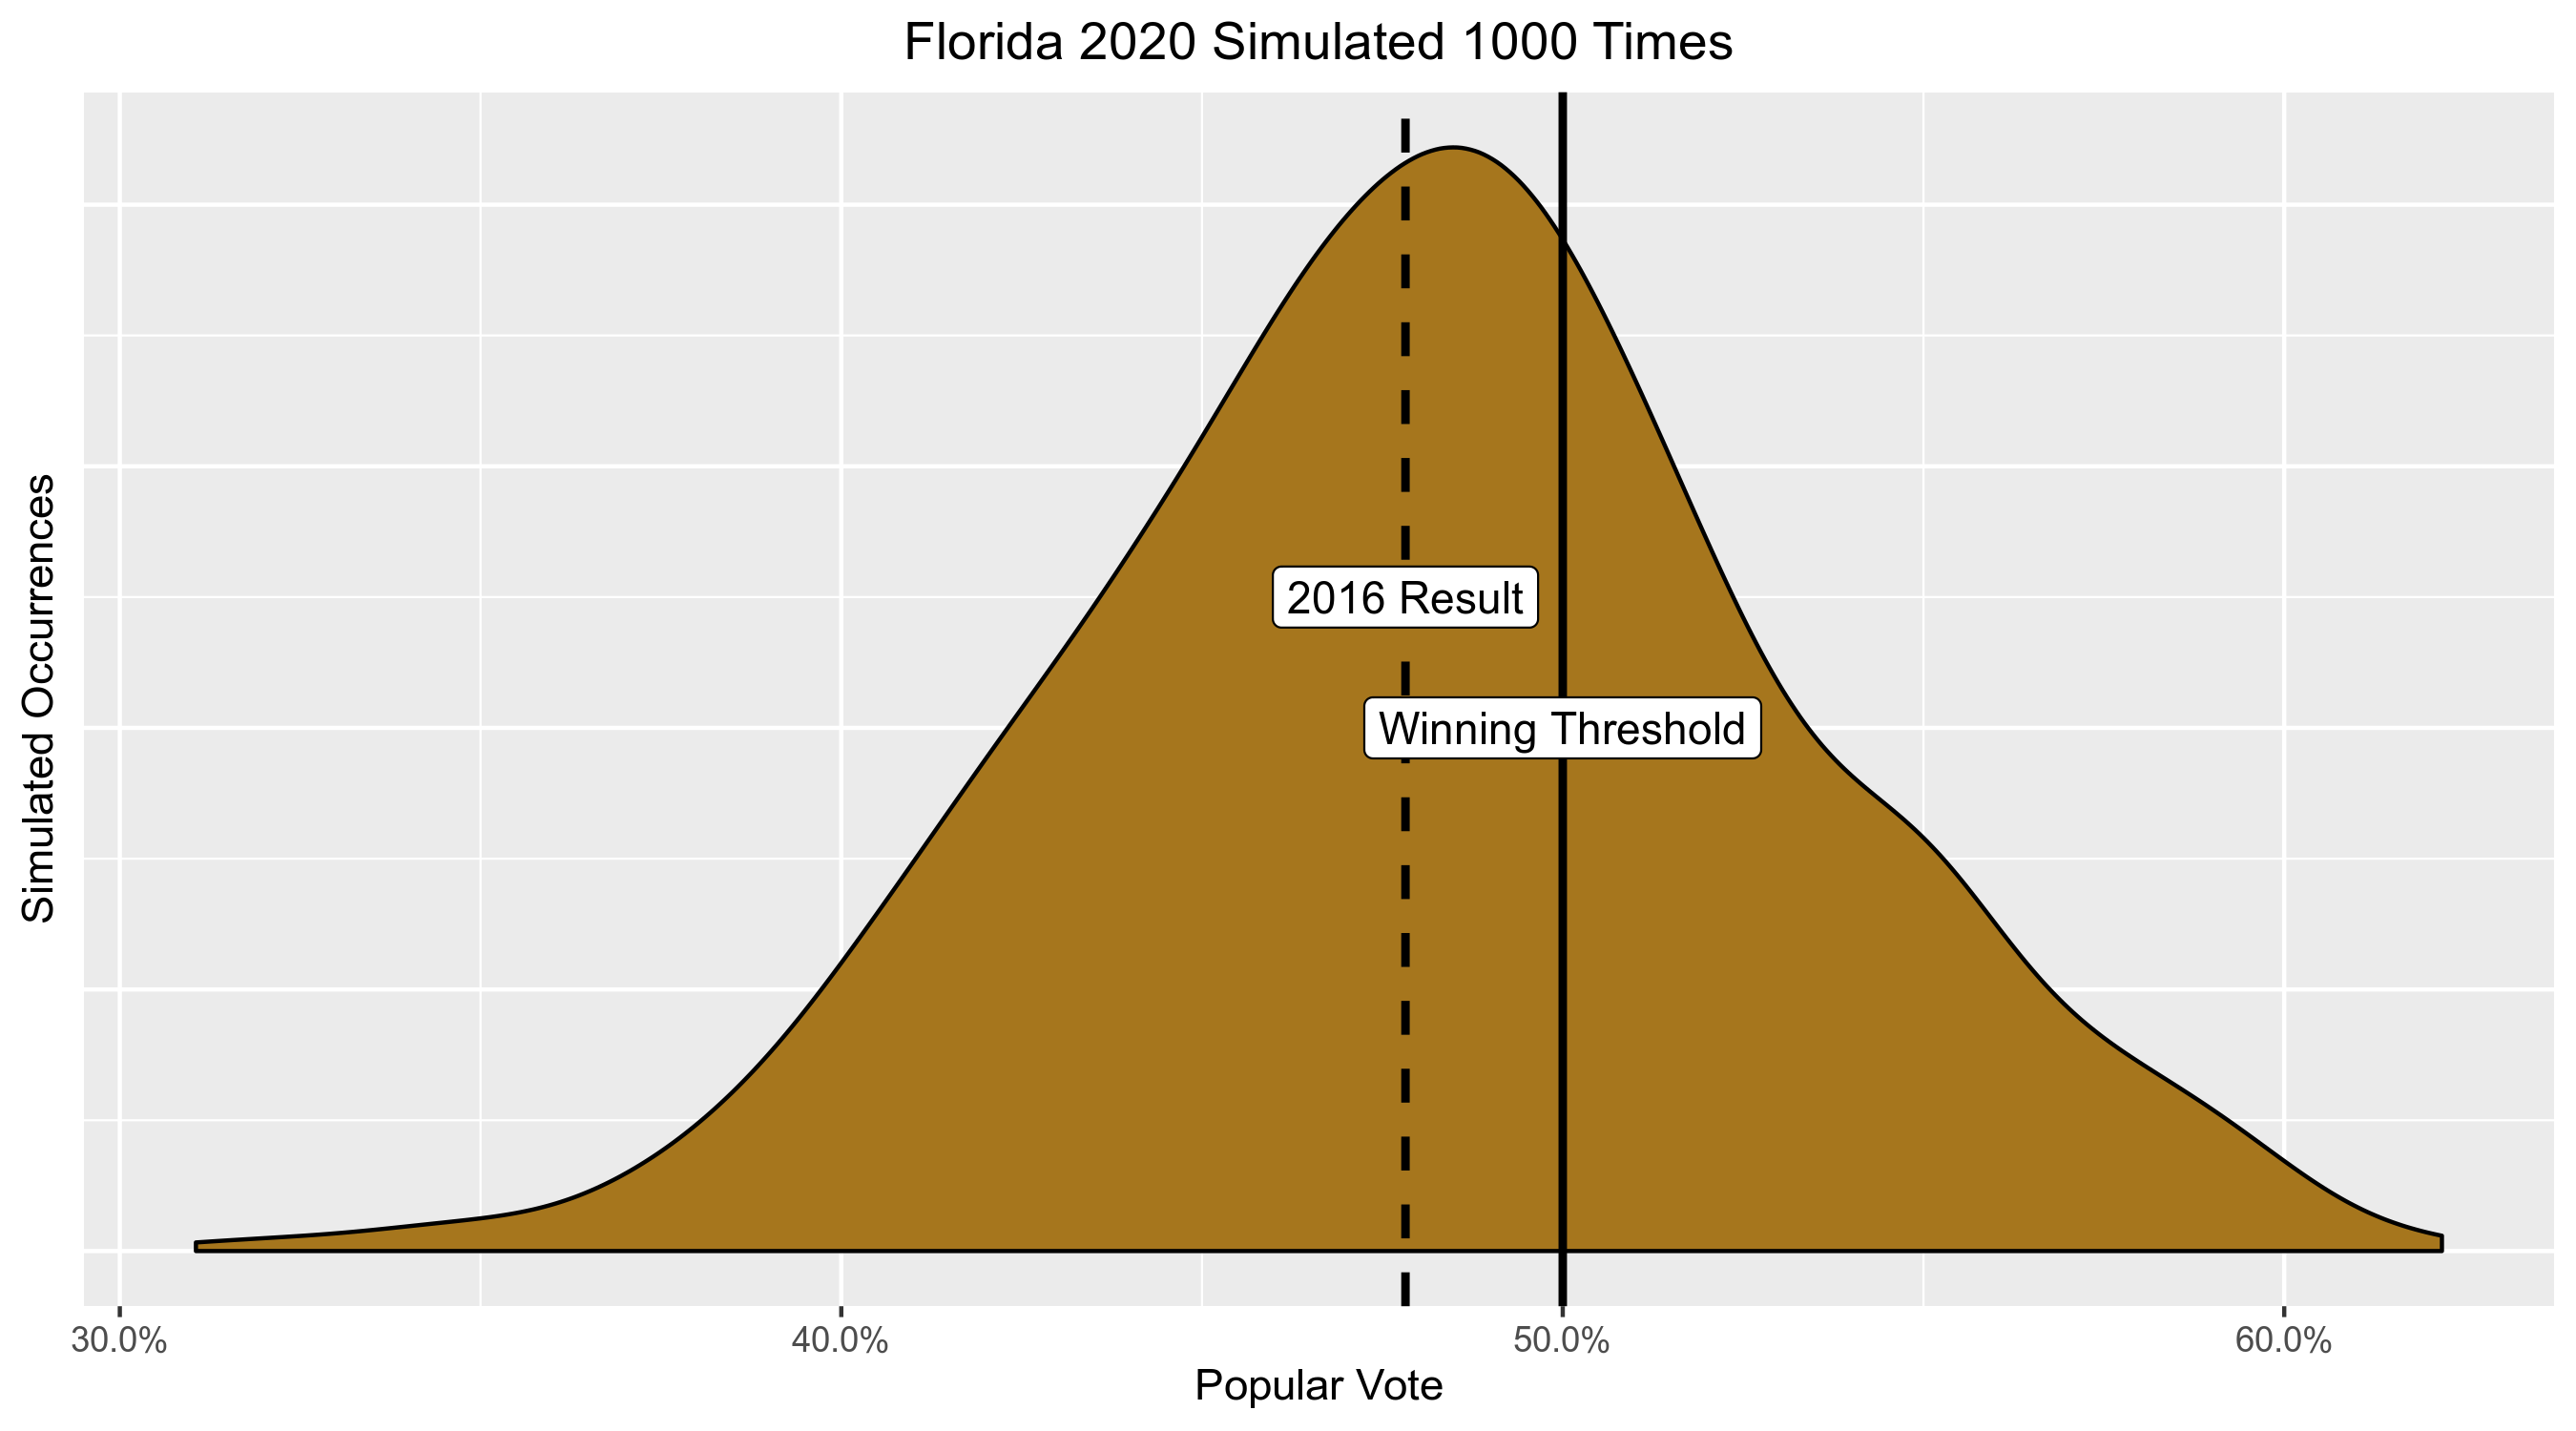 Florida 2020 Simulated 1000 Times
Simulated Occurrences
2016 Result
Winning Threshold
30.0%
40.0%
50.0%
60.0%
Popular Vote